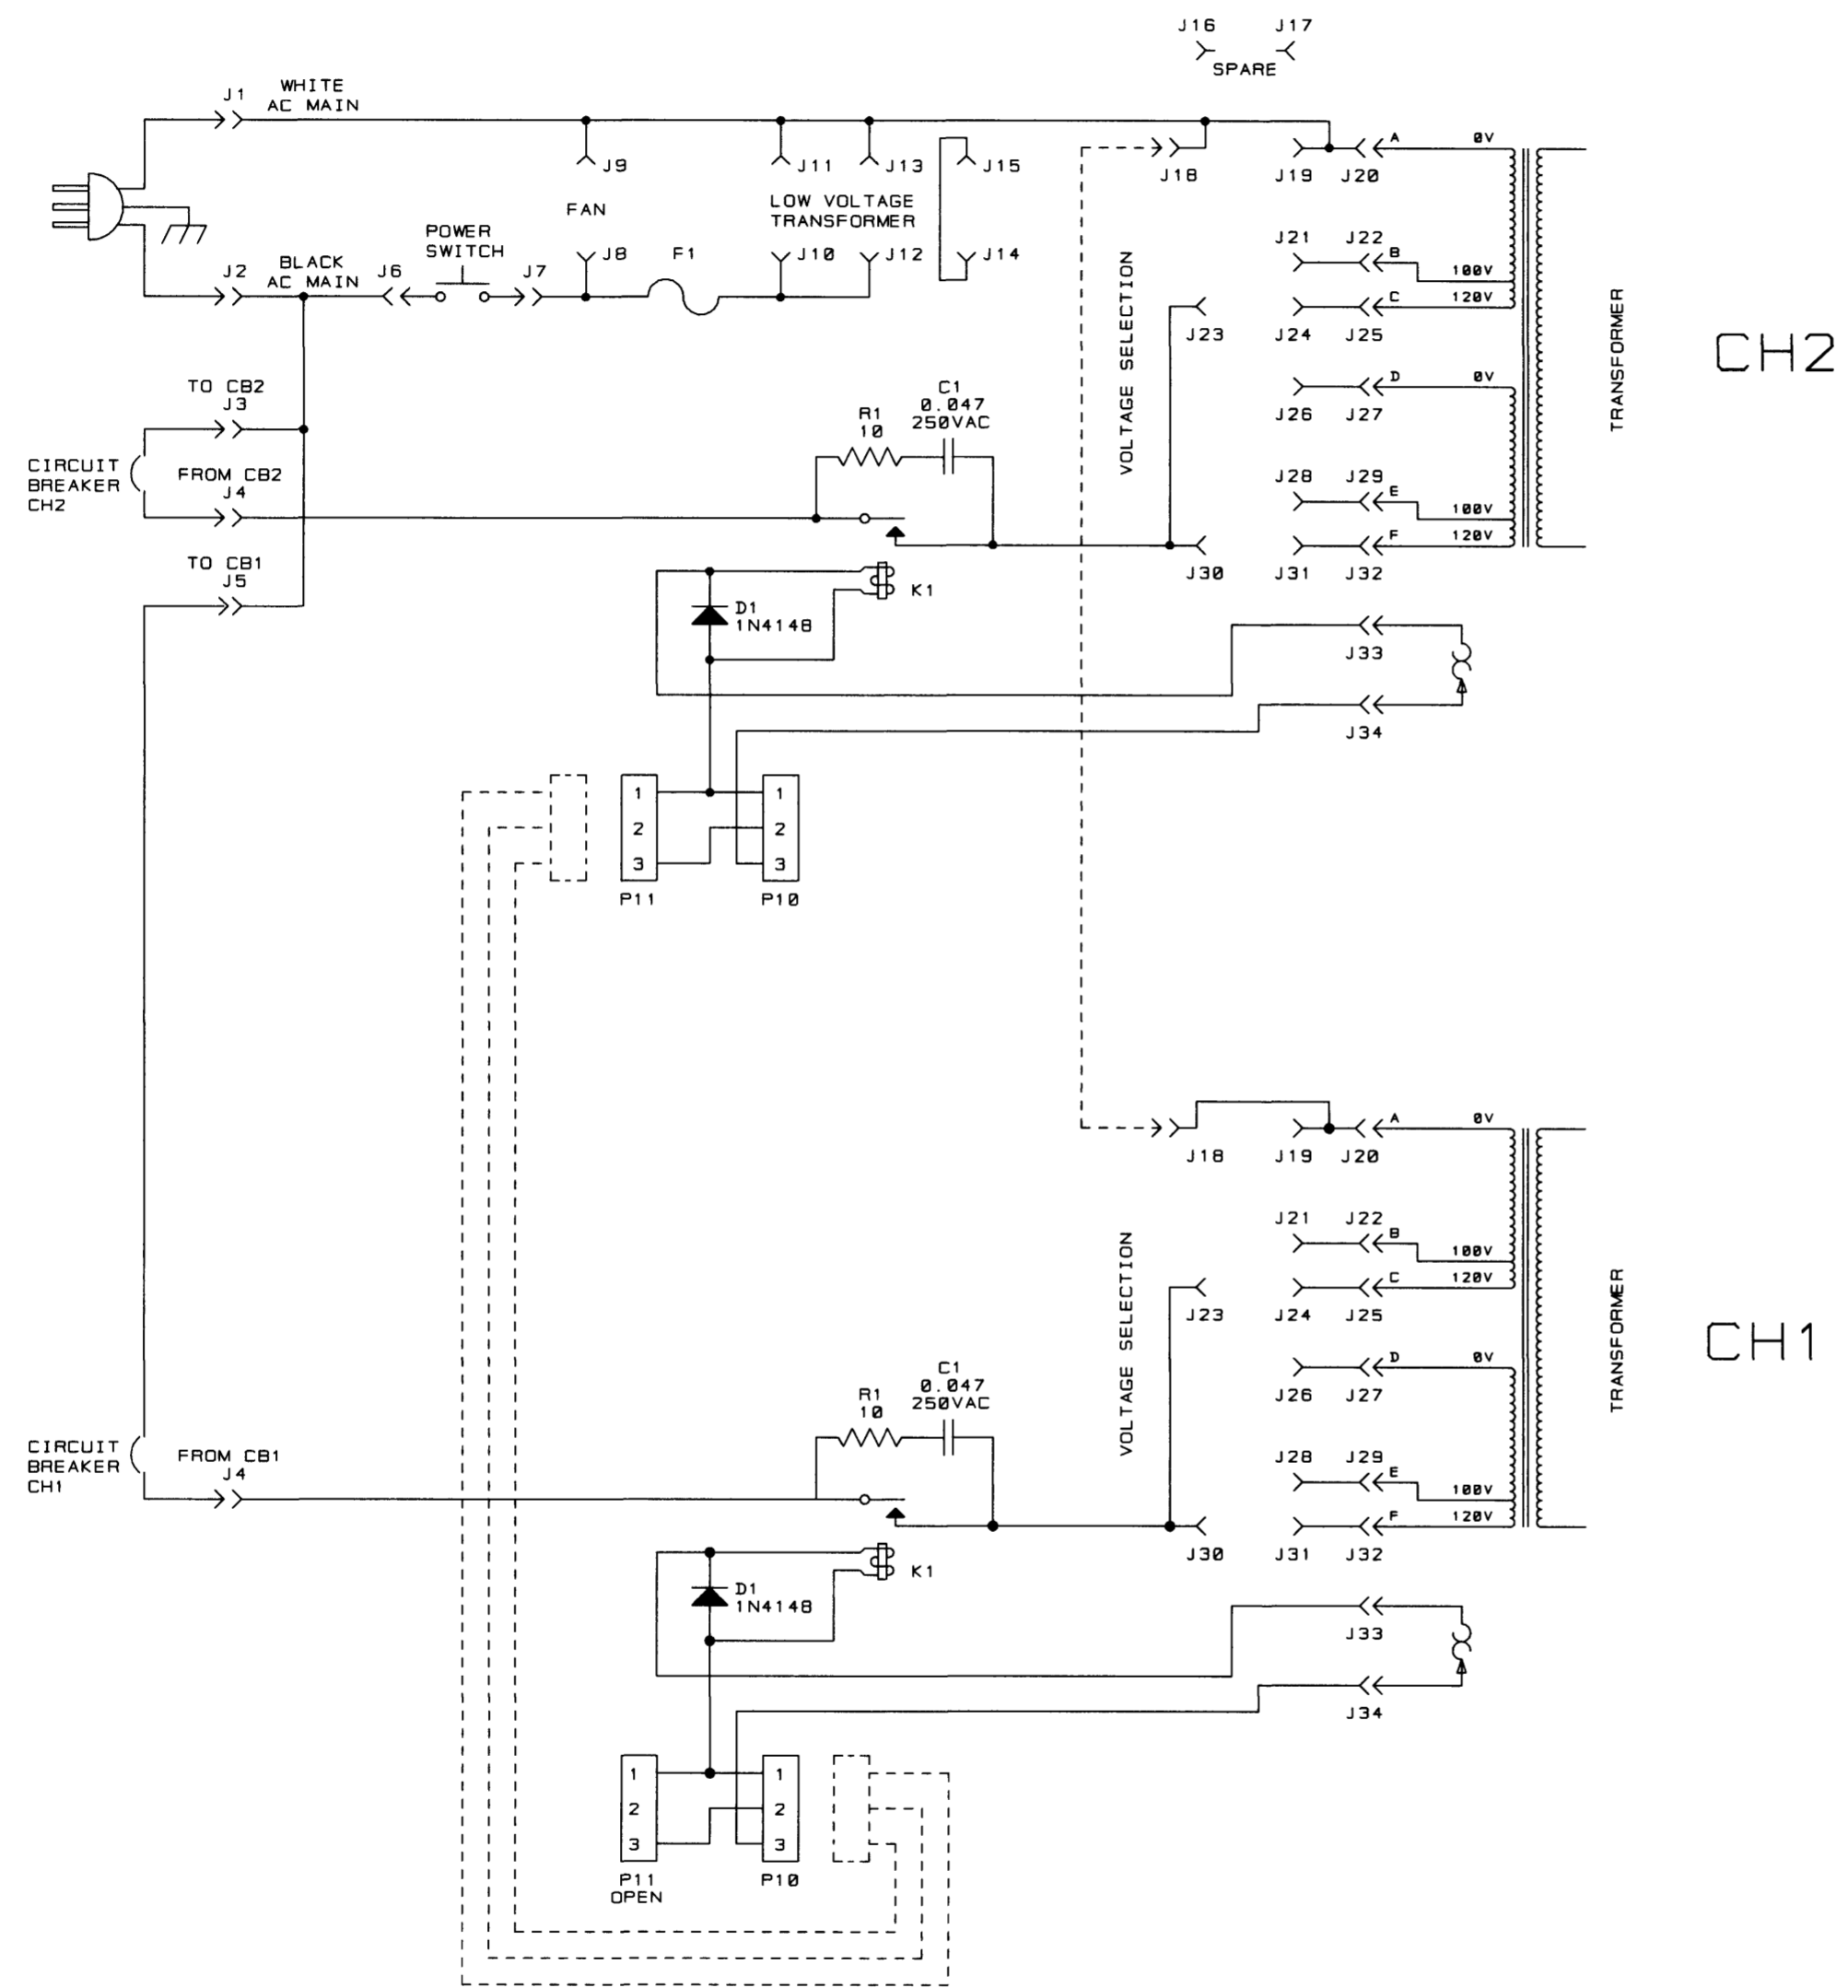 J16 J17
SPARE
J1
WHITE
AC MAIN
J9
J11
J13
J15
J18
J19
J20
A
0V
FAN
LOW VOLTAGE
TRANSFORMER
POWER
SWITCH
J2
BLACK
AC MAIN
J6
J7
J8
F1
J10
J12
J14
VOLTAGE SELECTION
J21
J22
B
100V
C
120V
J23
J24
J25
TRANSFORMER
CH2
TO CB2
J3
CIRCUIT
BREAKER
CH2
FROM CB2
J4
R1
10
C1
0.047
250VAC
D
0V
J26
J27
J28
J29
E
100V
F
120V
J30
J31
J32
TO CB1
J5
K1
D1
1N4148
J33
J34
1
2
3
P11
1
2
3
P10
J18
J19
J20
A
0V
VOLTAGE SELECTION
J21
J22
B
100V
C
120V
J23
J24
J25
TRANSFORMER
CH1
CIRCUIT
BREAKER
CH1
FROM CB1
J4
R1
10
C1
0.047
250VAC
D
0V
J26
J27
J28
J29
E
100V
F
120V
J30
J31
J32
K1
D1
1N4148
J33
J34
1
2
3
P11
OPEN
1
2
3
P10